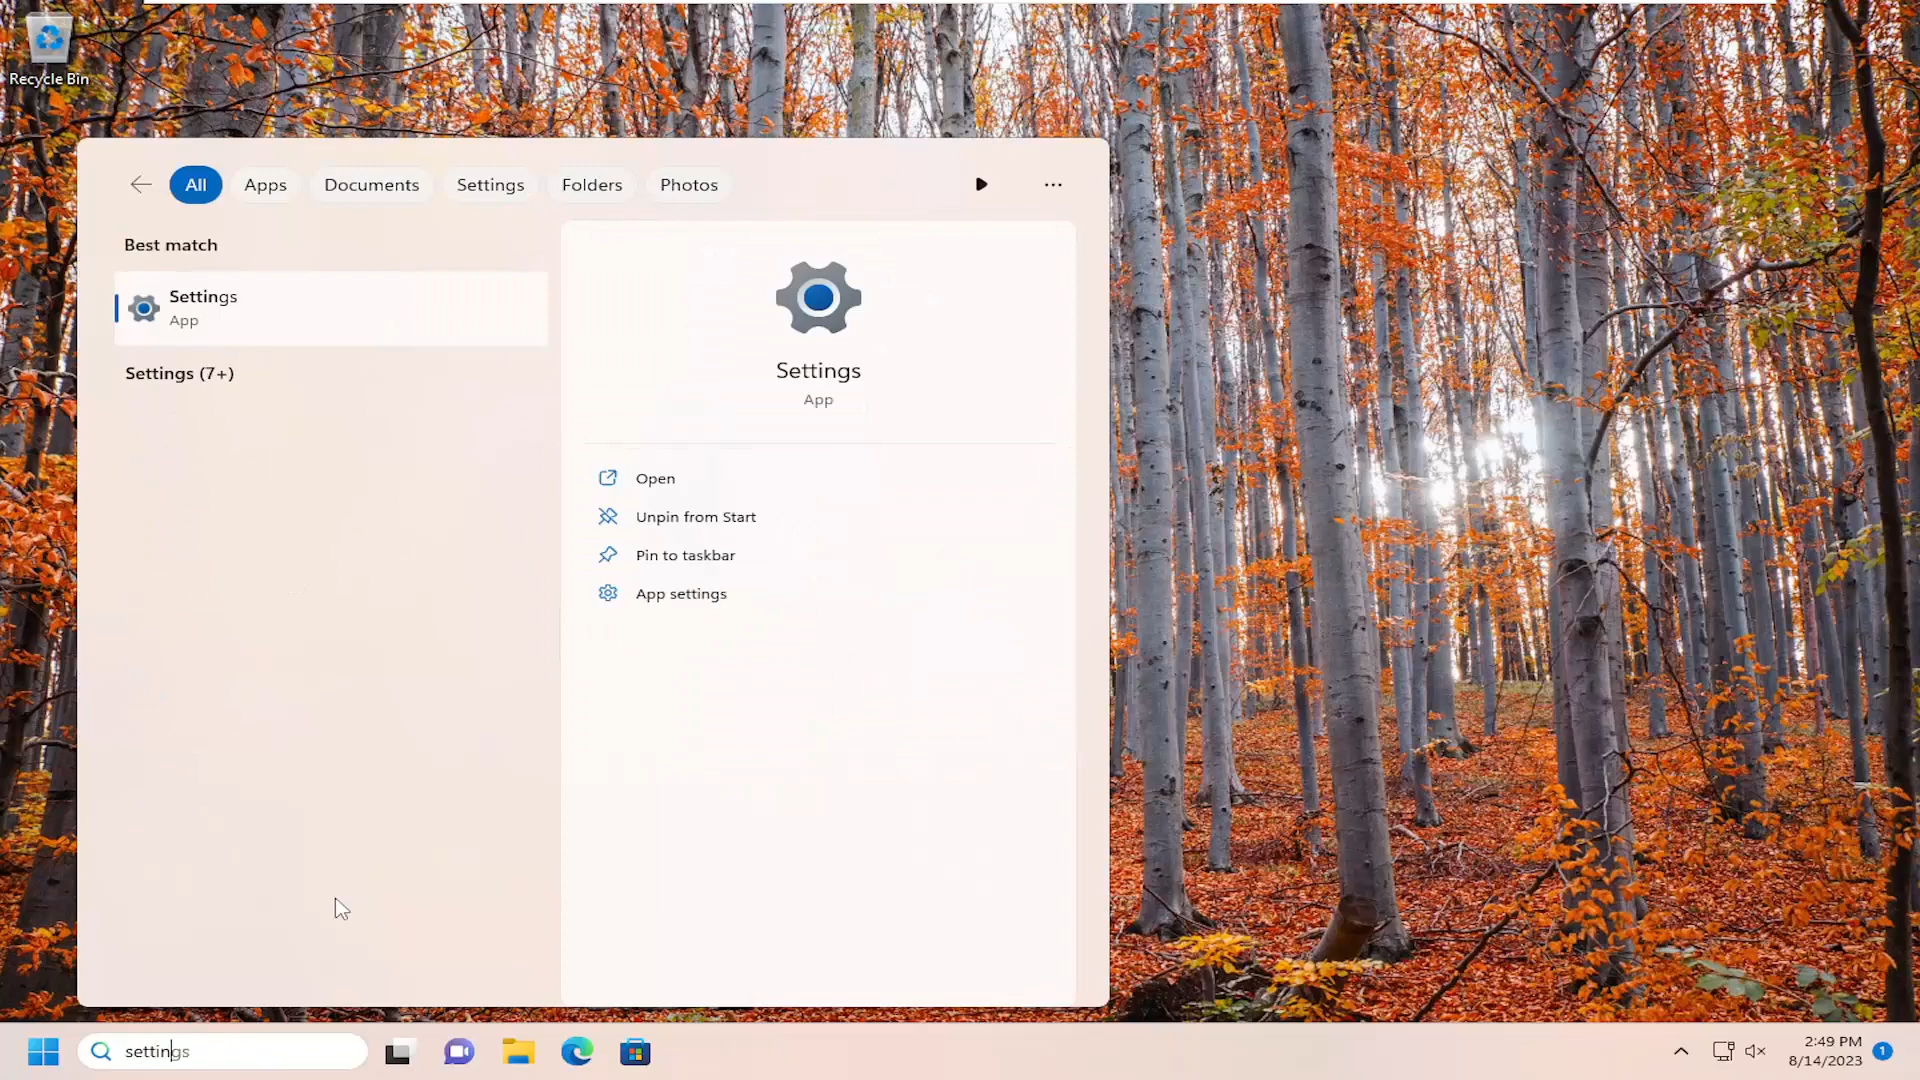 Recycle Bin
All
Apps
Documents
Settings
Folders
Photos
Best match
Settings
App
Settings (7+)
Settings
App
Open
Unpin from Start
Pin to taskbar
App settings
settings
2:49 PM
8/14/2023
1